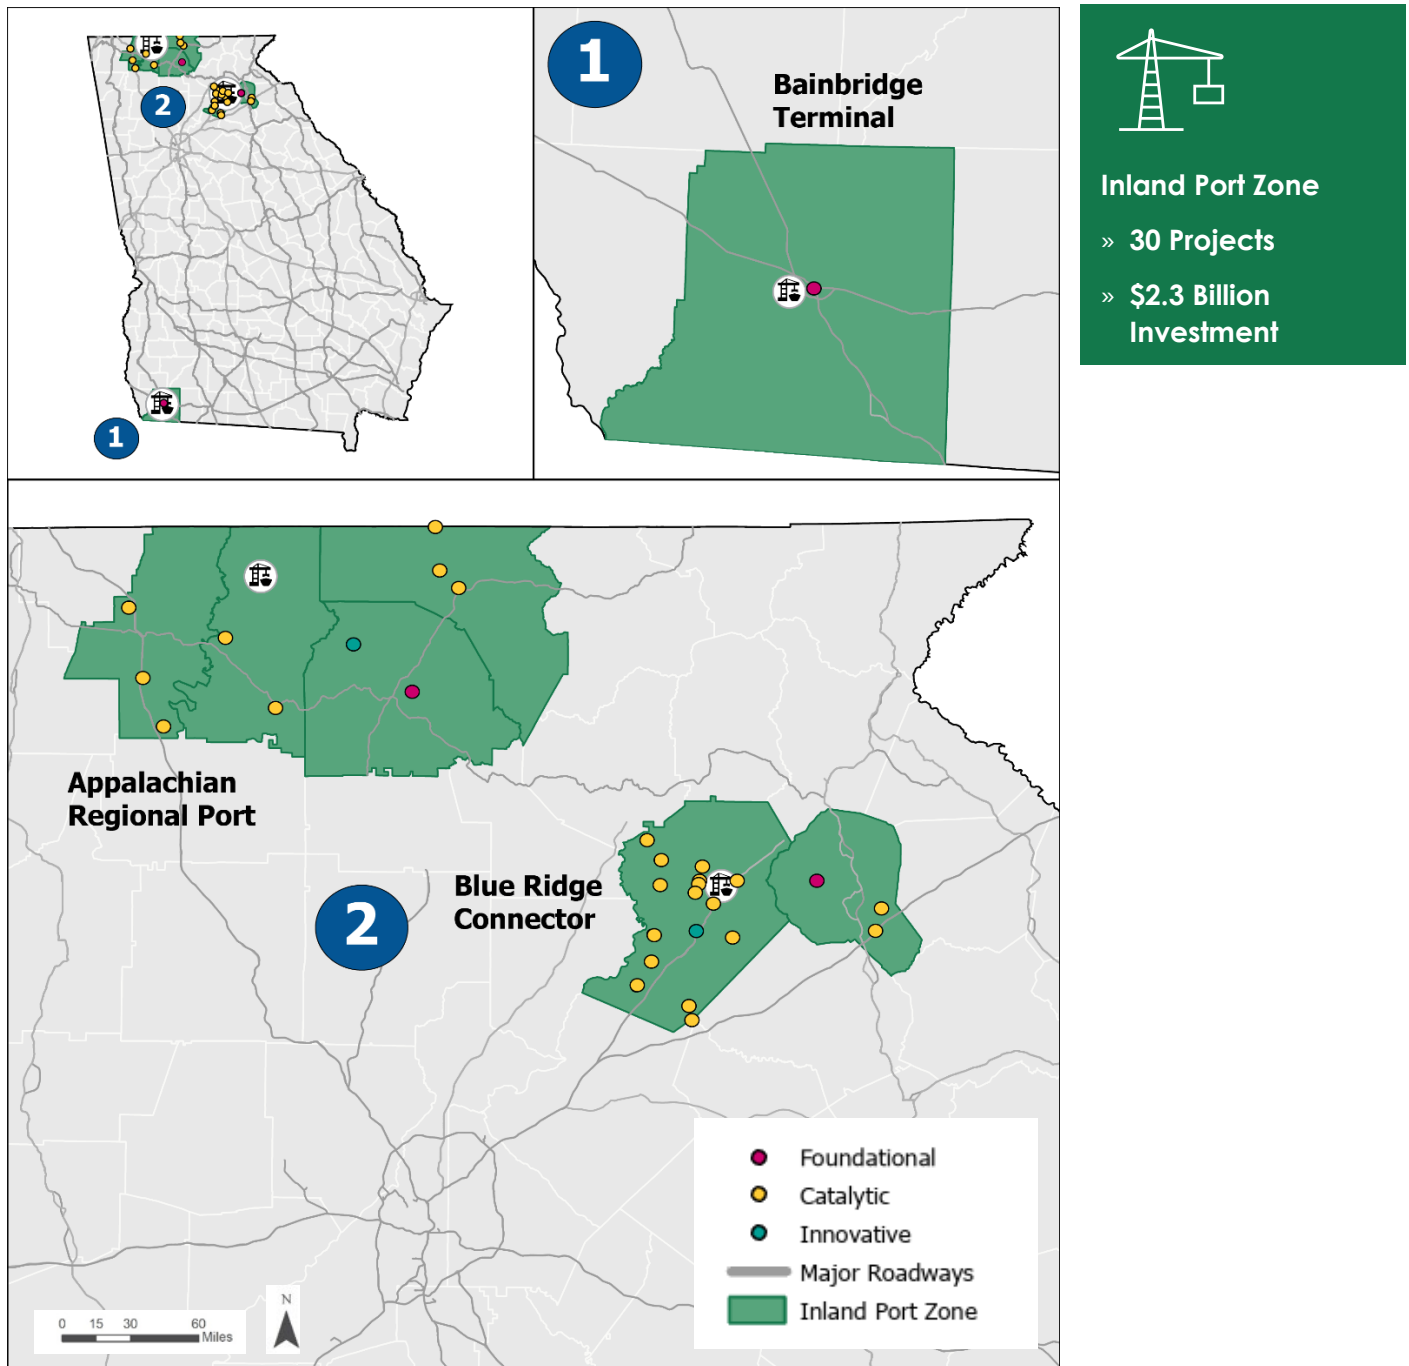 2
1
1
Bainbridge
Terminal
Inland Port Zone
» 30 Projects
» $2.3 Billion
Investment
Appalachian
Regional Port
Blue Ridge
Connector
2
Foundational
Catalytic
Innovative
Major Roadways
Inland Port Zone
0 15 30 60
Miles
N